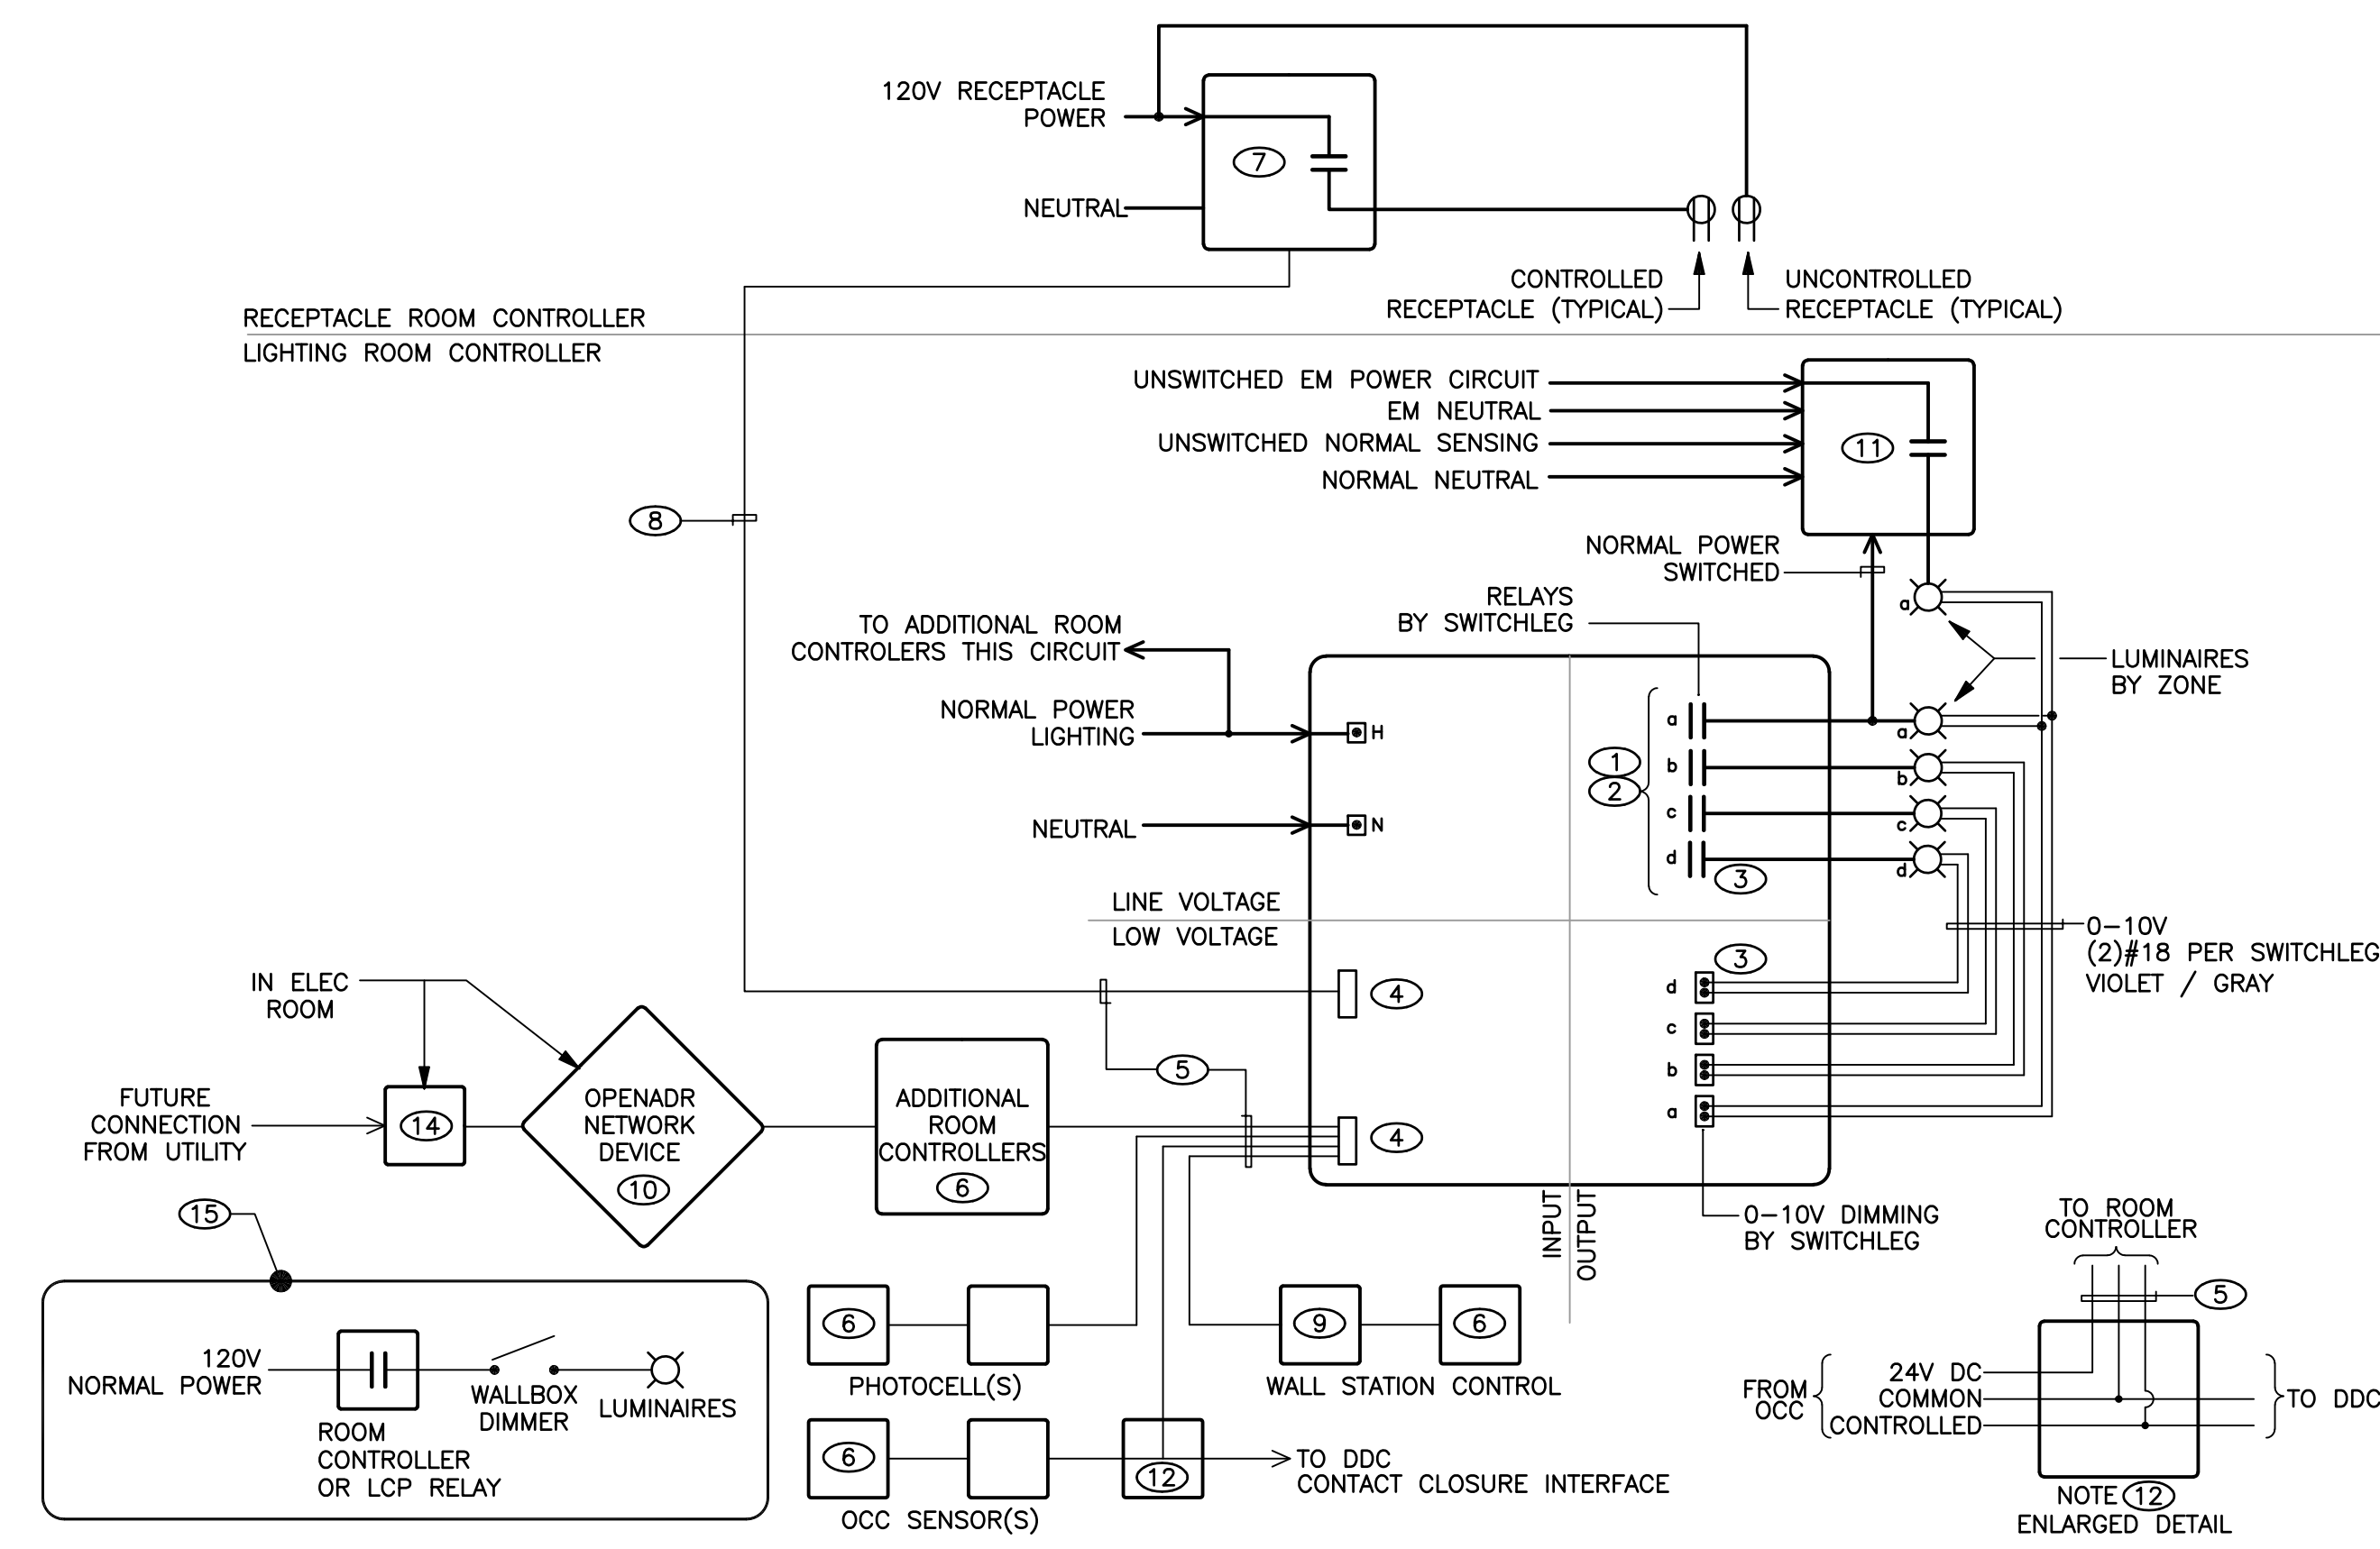 120V RECEPTACLE
POWER
7
NEUTRAL
CONTROLLED
RECEPTACLE (TYPICAL)
UNCONTROLLED
RECEPTACLE (TYPICAL)
RECEPTACLE ROOM CONTROLLER
LIGHTING ROOM CONTROLLER
UNSWITCHED EM POWER CIRCUIT
EM NEUTRAL
UNSWITCHED NORMAL SENSING
NORMAL NEUTRAL
11
8
NORMAL POWER
SWITCHED
RELAYS
BY SWITCHLEG
a
TO ADDITIONAL ROOM
CONTROLERS THIS CIRCUIT
LUMINAIRES
BY ZONE
NORMAL POWER
LIGHTING
H
NEUTRAL
N
1
2
a
b
c
d
3
a
b
c
d
LINE VOLTAGE
LOW VOLTAGE
0-10V
(2)#18 PER SWITCHLEG
VIOLET / GRAY
3
d
c
b
a
4
4
5
IN ELEC
ROOM
FUTURE
CONNECTION
FROM UTILITY
14
OPENADR
NETWORK
DEVICE
10
ADDITIONAL
ROOM
CONTROLLERS
6
INPUT
OUTPUT
0-10V DIMMING
BY SWITCHLEG
15
120V
NORMAL POWER
WALLBOX
DIMMER
LUMINAIRES
ROOM
CONTROLLER
OR LCP RELAY
6
PHOTOCELL(S)
9
6
WALL STATION CONTROL
6
OCC SENSOR(S)
12
TO DDC
CONTACT CLOSURE INTERFACE
TO ROOM
CONTROLLER
5
FROM
OCC
24V DC
COMMON
CONTROLLED
TO DDC
NOTE 12
ENLARGED DETAIL